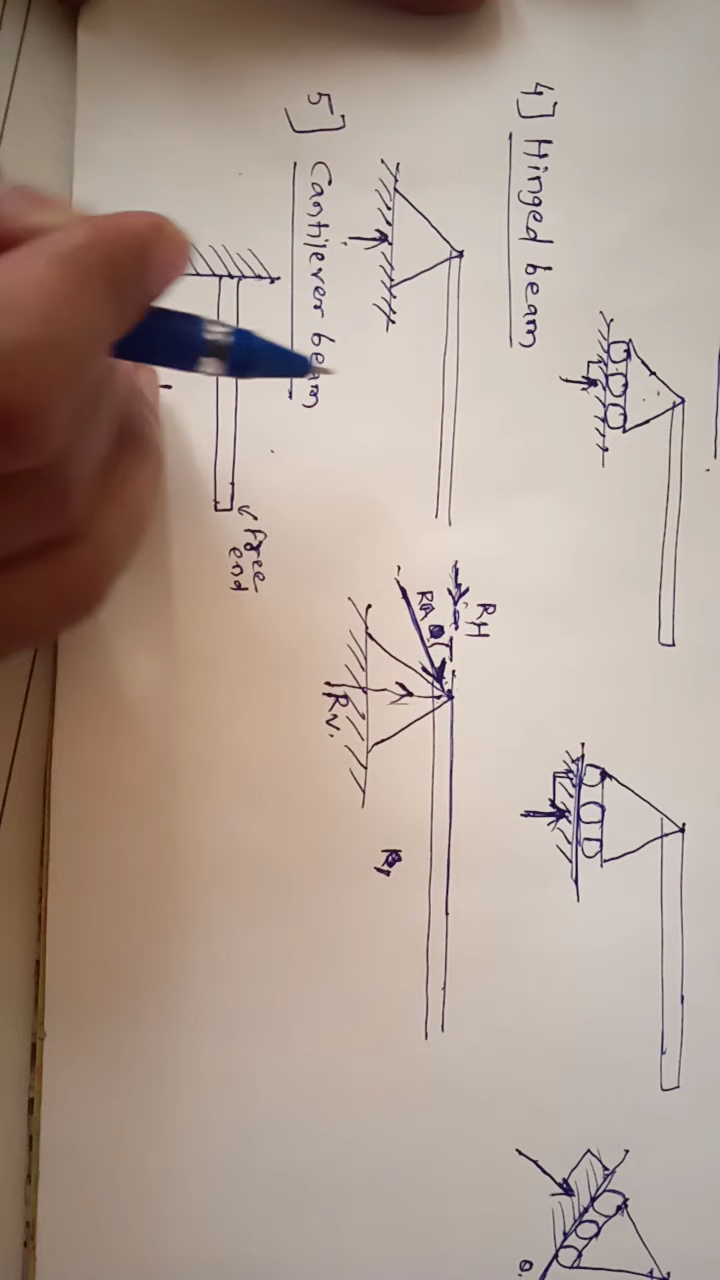 4] Hinged beam
RH
RA θ
RV.
R,
5] Cantilever beam
free
end